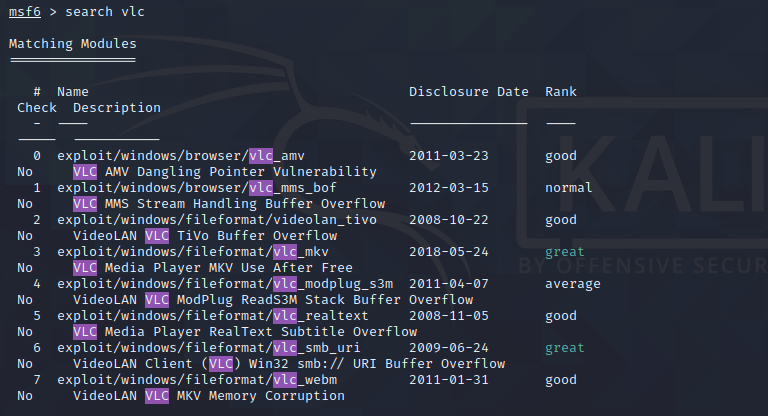 msf6 > search vlc
Matching Modules
================
# Name Disclosure Date Rank
Check Description
- ---- --------------- ----
----- -----------
0 exploit/windows/browser/vlc_amv 2011-03-23 good
No VLC AMV Dangling Pointer Vulnerability
1 exploit/windows/browser/vlc_mms_bof 2012-03-15 normal
No VLC MMS Stream Handling Buffer Overflow
2 exploit/windows/fileformat/videolan_tivo 2008-10-22 good
No VideoLAN VLC TiVo Buffer Overflow
3 exploit/windows/fileformat/vlc_mkv 2018-05-24 great
No VLC Media Player MKV Use After Free
4 exploit/windows/fileformat/vlc_modplug_s3m 2011-04-07 average
No VideoLAN VLC ModPlug ReadS3M Stack Buffer Overflow
5 exploit/windows/fileformat/vlc_realtext 2008-11-05 good
No VLC Media Player RealText Subtitle Overflow
6 exploit/windows/fileformat/vlc_smb_uri 2009-06-24 great
No VideoLAN Client (VLC) Win32 smb:// URI Buffer Overflow
7 exploit/windows/fileformat/vlc_webm 2011-01-31 good
No VideoLAN VLC MKV Memory Corruption
KALI
BY OFFENSIVE SECUR